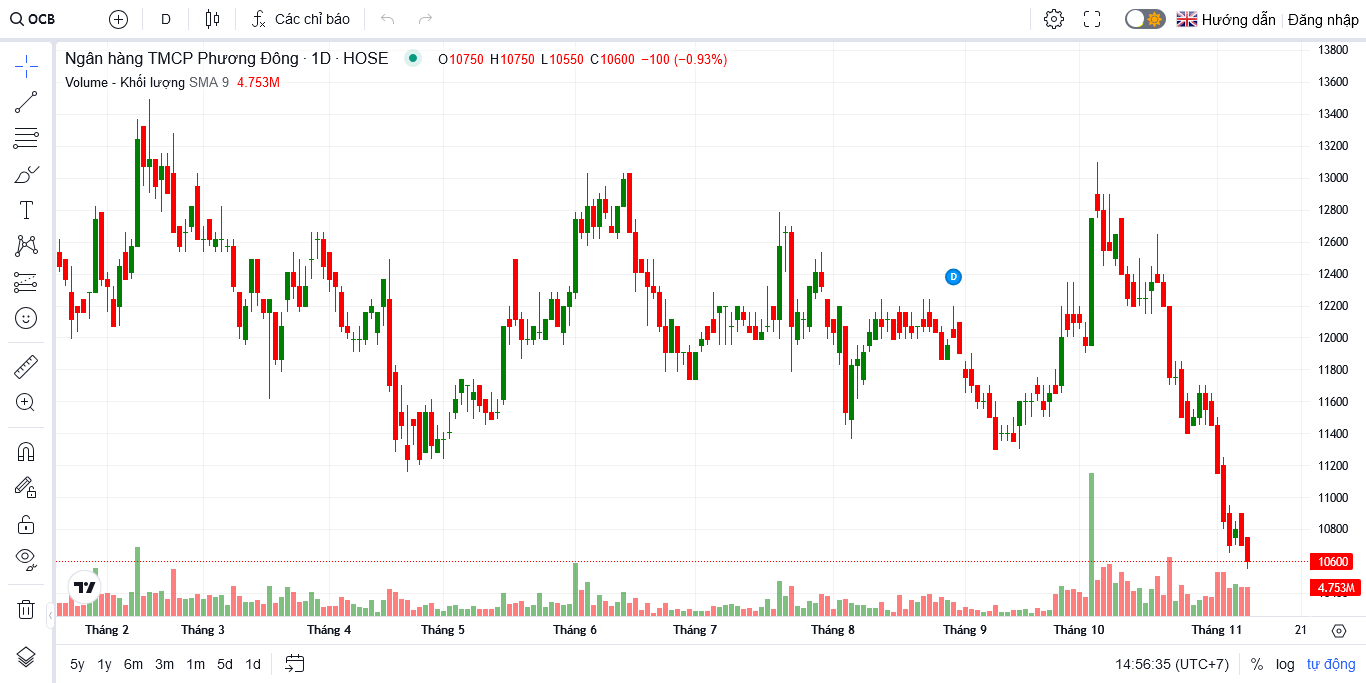 OCB D Các chỉ báo Hướng dẫn Đăng nhập
Ngân hàng TMCP Phương Đông · 1D · HOSE O10750 H10750 L10550 C10600 −100 (−0.93%)
Volume - Khối lượng SMA 9 4.753M
13800
13600
13400
13200
13000
12800
12600
12400
12200
12000
11800
11600
11400
11200
11000
10800
10600
4.753M
D
Tháng 2 Tháng 3 Tháng 4 Tháng 5 Tháng 6 Tháng 7 Tháng 8 Tháng 9 Tháng 10 Tháng 11 21
5y 1y 6m 3m 1m 5d 1d 14:56:35 (UTC+7) % log tự động